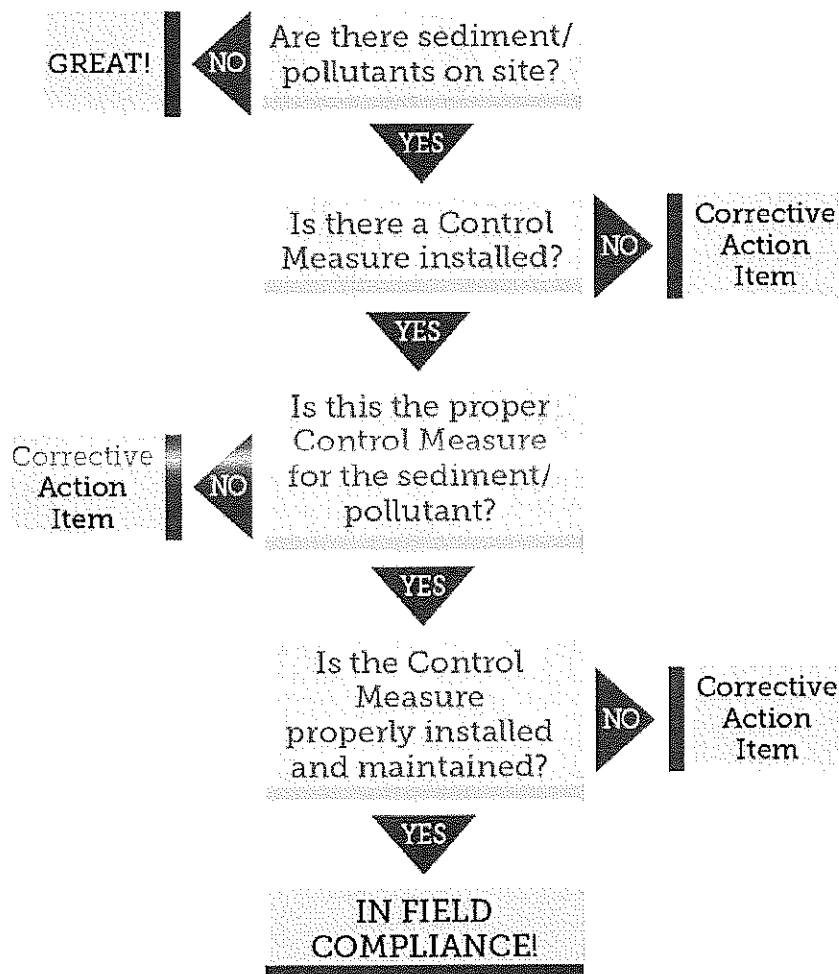 GREAT!
NO
Are there sediment/
pollutants on site?
YES
Is there a Control
Measure installed?
NO
Corrective
Action
Item
YES
Is this the proper
Control Measure
for the sediment/
pollutant?
NO
Corrective
Action
Item
YES
Is the Control
Measure
properly installed
and maintained?
NO
Corrective
Action
Item
YES
IN FIELD
COMPLIANCE!